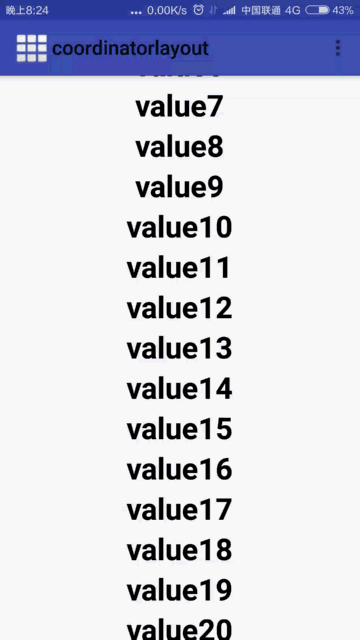 晚上8:24 ... 0.00K/s 中国联通 4G 43%
coordinatorlayout
value7
value8
value9
value10
value11
value12
value13
value14
value15
value16
value17
value18
value19
value20